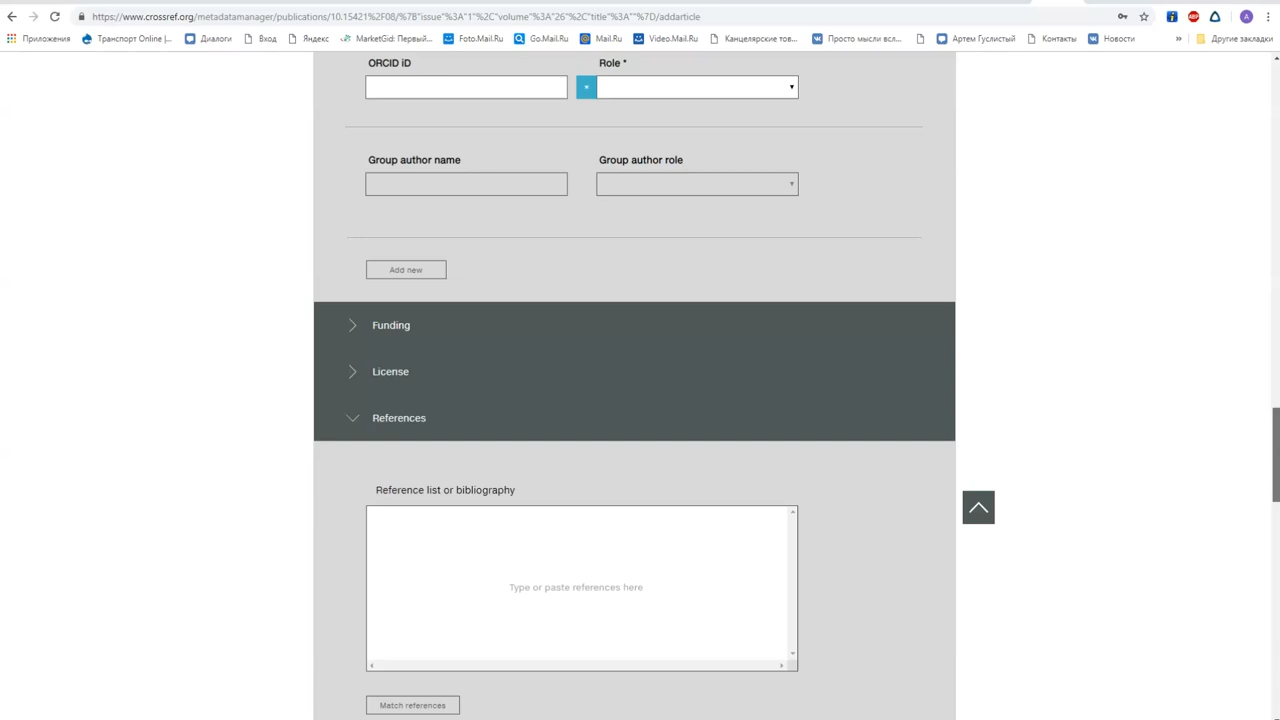 https://www.crossref.org/metadatamanager/publications/10.15421%2F08/%7B"issue"%3A"1"%2C"volume"%3A"26"%2C"title"%3A""%7D/addarticle
ABP A
Приложения Транспорт Online |... Диалоги Вход Яндекс MarketGid: Первый... Foto.Mail.Ru Go.Mail.Ru Mail.Ru Video.Mail.Ru Канцелярские тов... Просто мысли всл... Артем Гуслистый Контакты Новости » Другие закладки
ORCID iD Role *
*
Group author name Group author role
Add new
Funding
License
References
Reference list or bibliography
Type or paste references here
Match references